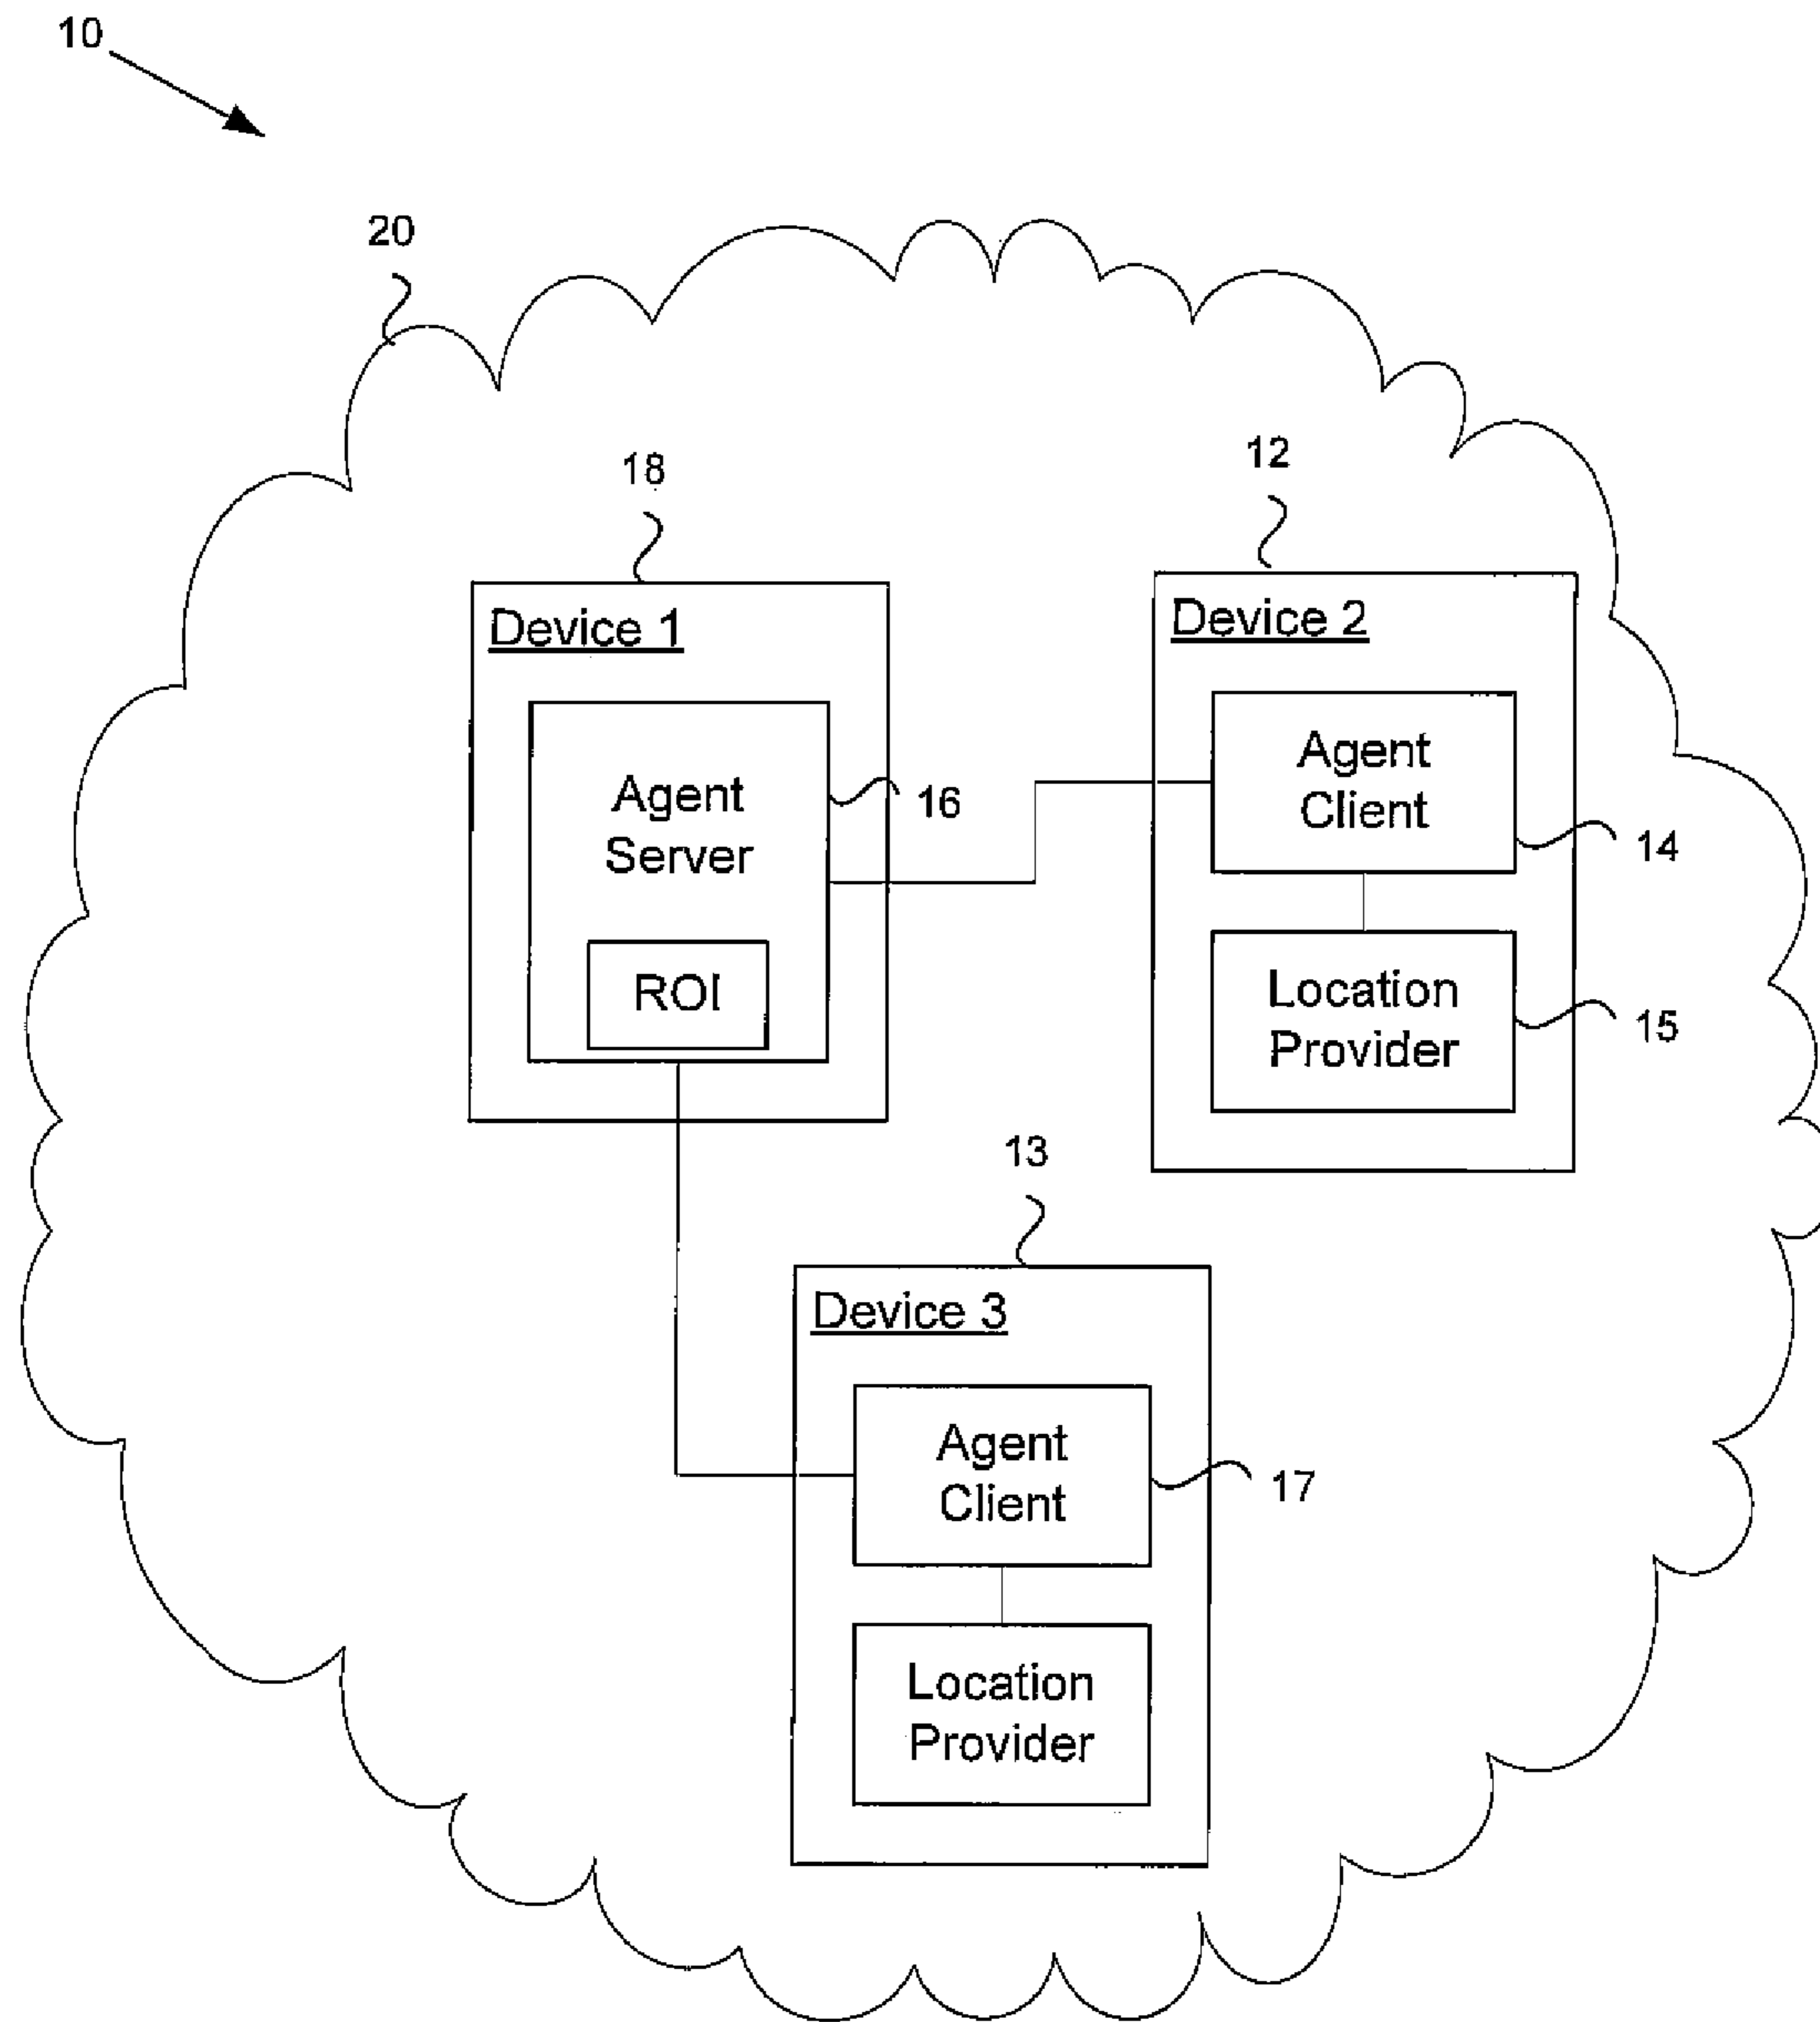 10
20
18
12
Device 1
Device 2
Agent
Server
16
Agent
Client
14
ROI
Location
Provider
15
13
Device 3
Agent
Client
17
Location
Provider